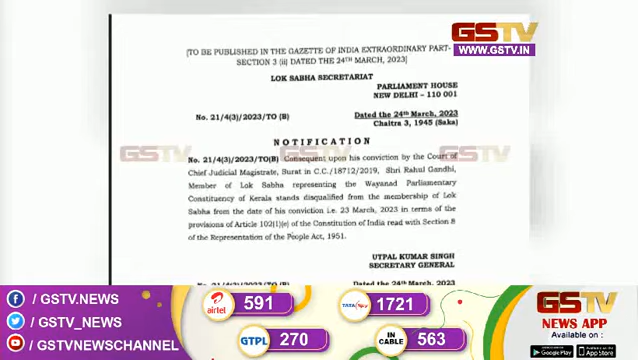 GSTV
WWW.GSTV.IN
[TO BE PUBLISHED IN THE GAZETTE OF INDIA EXTRAORDINARY PART-
SECTION 3 (ii) DATED THE 24TH MARCH, 2023]
LOK SABHA SECRETARIAT
PARLIAMENT HOUSE
NEW DELHI – 110 001
No. 21/4(3)/2023/TO (B)
Dated the 24th March, 2023
Chaitra 3, 1945 (Saka)
NOTIFICATION
GSTV GSTV GSTV
No. 21/4(3)/2023/TO(B) Consequent upon his conviction by the Court of
Chief Judicial Magistrate, Surat in C.C./18712/2019, Shri Rahul Gandhi,
Member of Lok Sabha representing the Wayanad Parliamentary
Constituency of Kerala stands disqualified from the membership of Lok
Sabha from the date of his conviction i.e. 23 March, 2023 in terms of the
provisions of Article 102(1)(e) of the Constitution of India read with Section 8
of the Representation of the People Act, 1951.
UTPAL KUMAR SINGH
SECRETARY GENERAL
No. 21/4(3)/2023/TO (B)
Dated the 24th March, 2023
/ GSTV.NEWS
/ GSTV_NEWS
/ GSTVNEWSCHANNEL
airtel 591
TATA play 1721
GTPL 270
IN CABLE 563
GSTV
NEWS APP
Available on :
Google Play
App Store